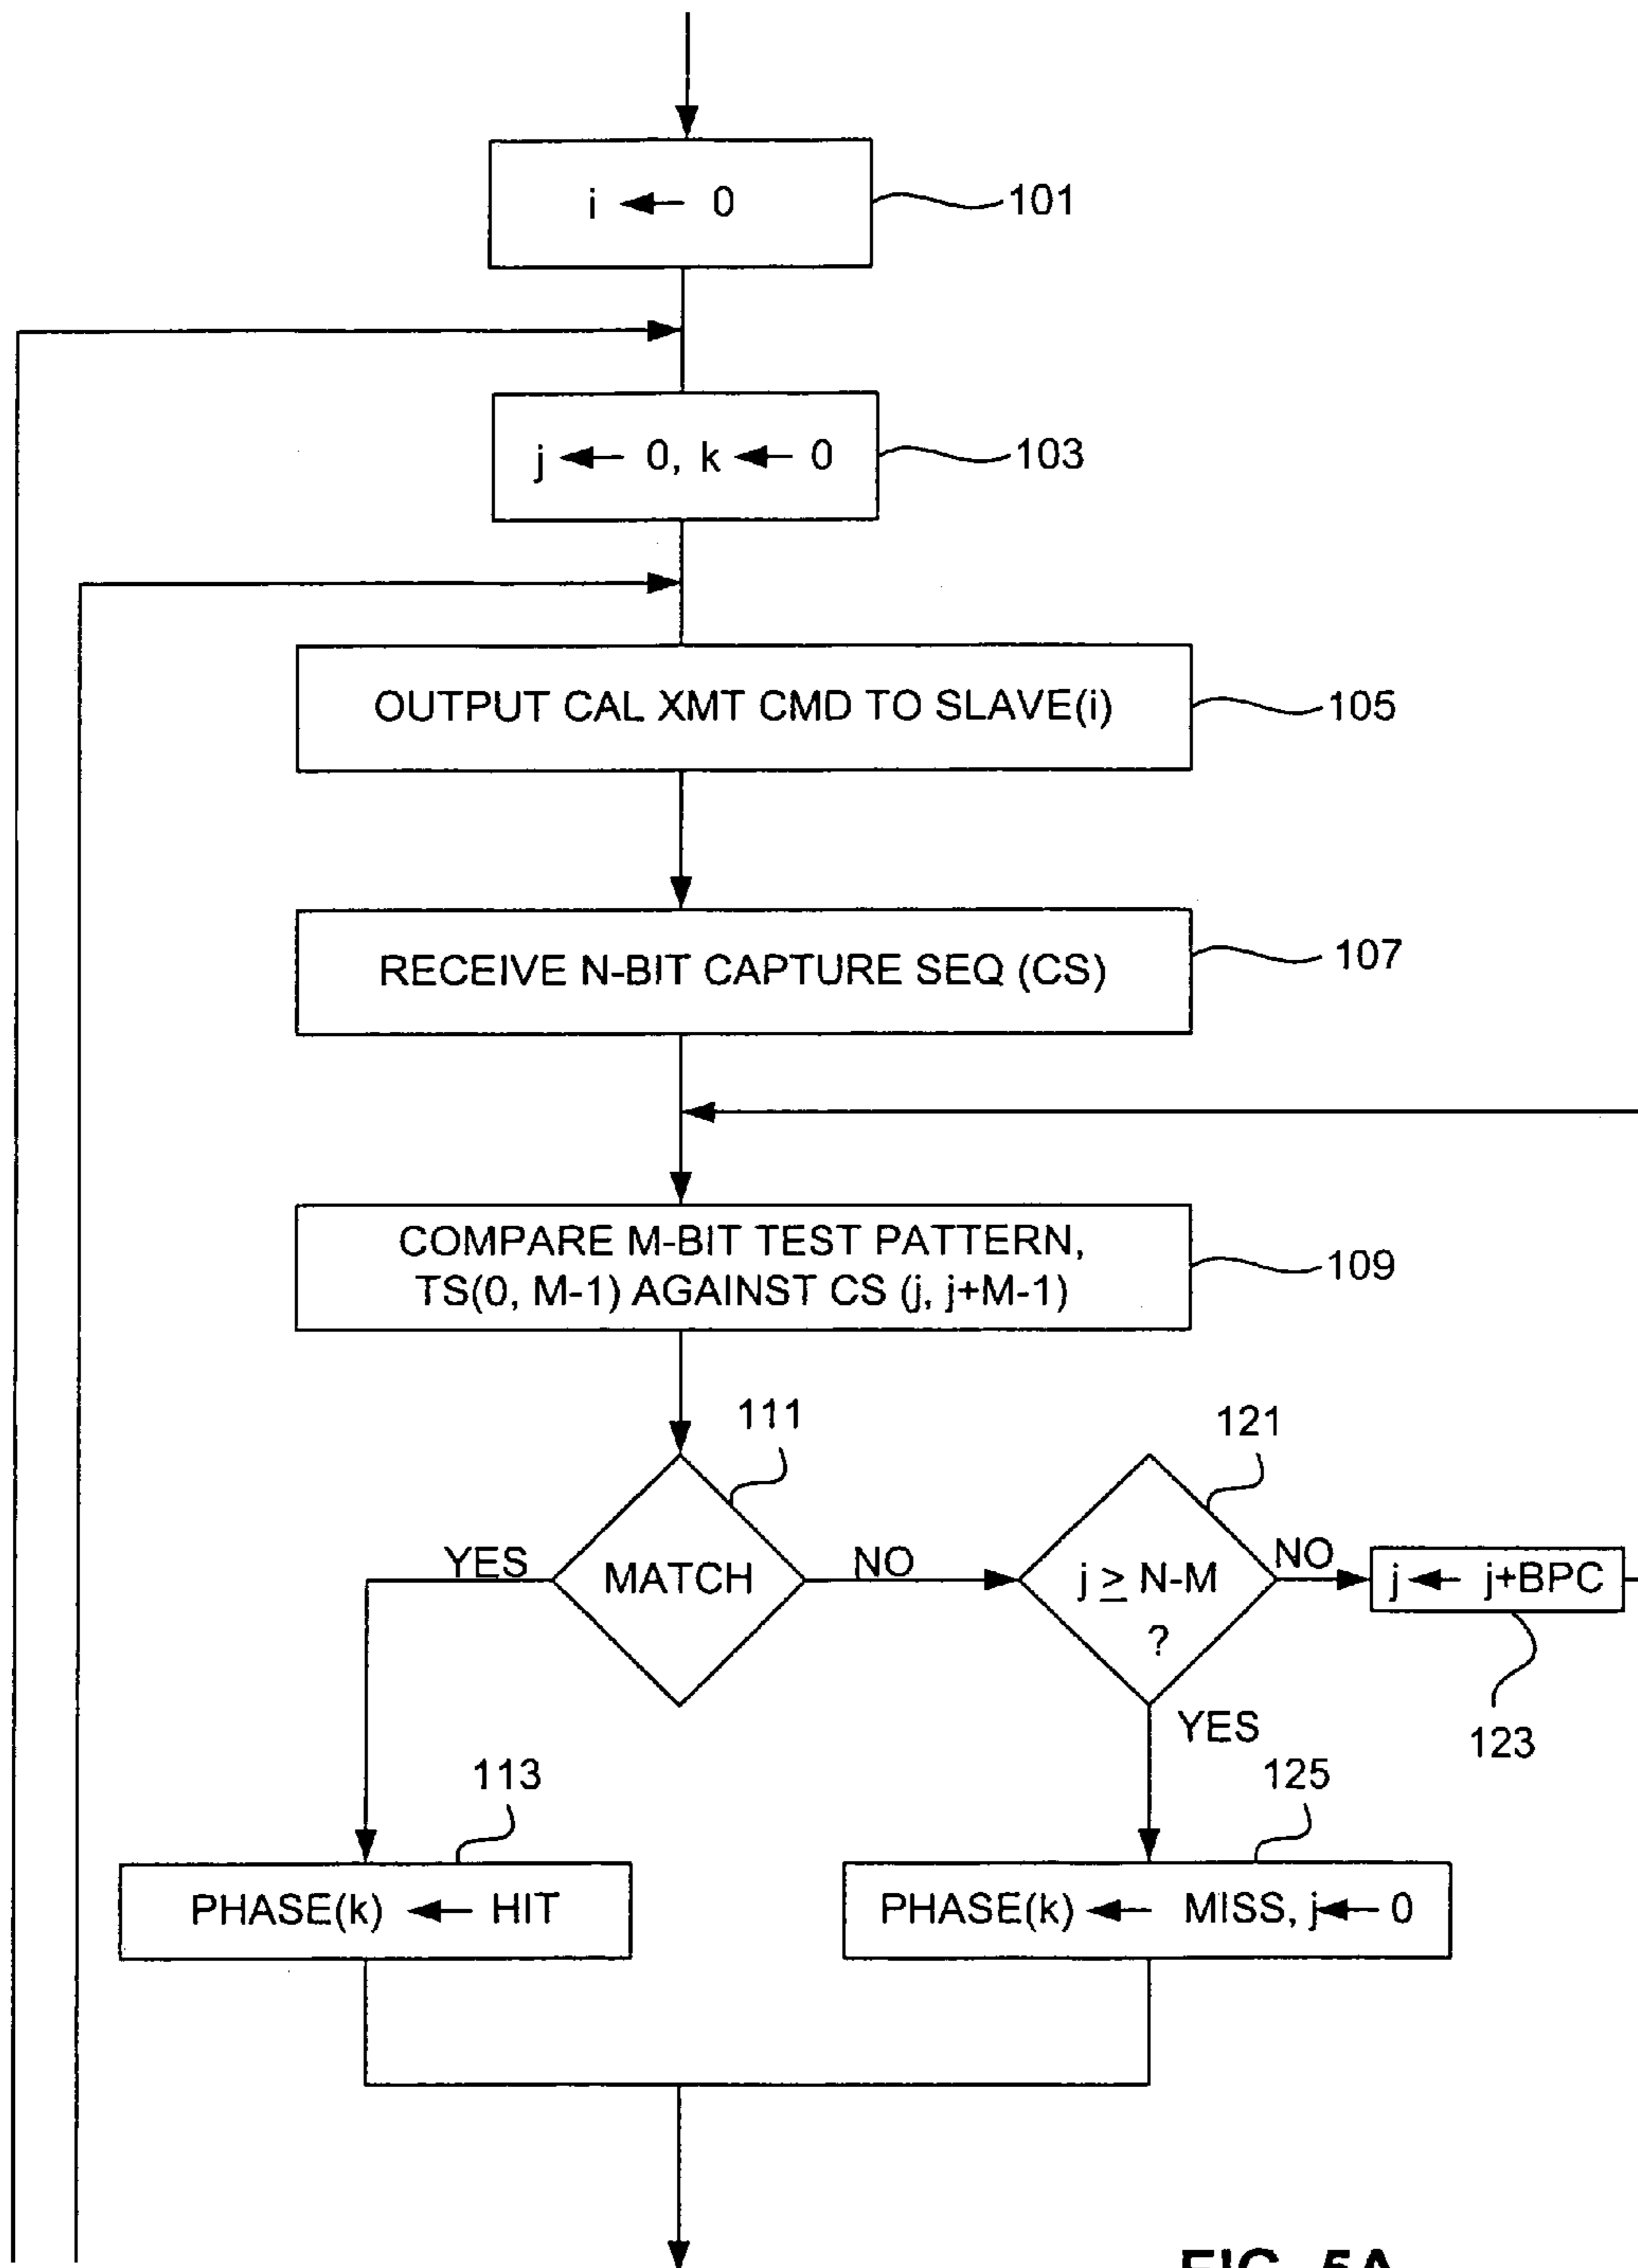 i ← 0
101
j ← 0, k ← 0
103
OUTPUT CAL XMT CMD TO SLAVE(i)
105
RECEIVE N-BIT CAPTURE SEQ (CS)
107
COMPARE M-BIT TEST PATTERN,
TS(0, M-1) AGAINST CS (j, j+M-1)
109
111
121
YES
MATCH
NO
j ≥ N-M
?
NO
j ← j+BPC
123
YES
113
125
PHASE(k) ← HIT
PHASE(k) ← MISS, j ← 0
FIG. 5A